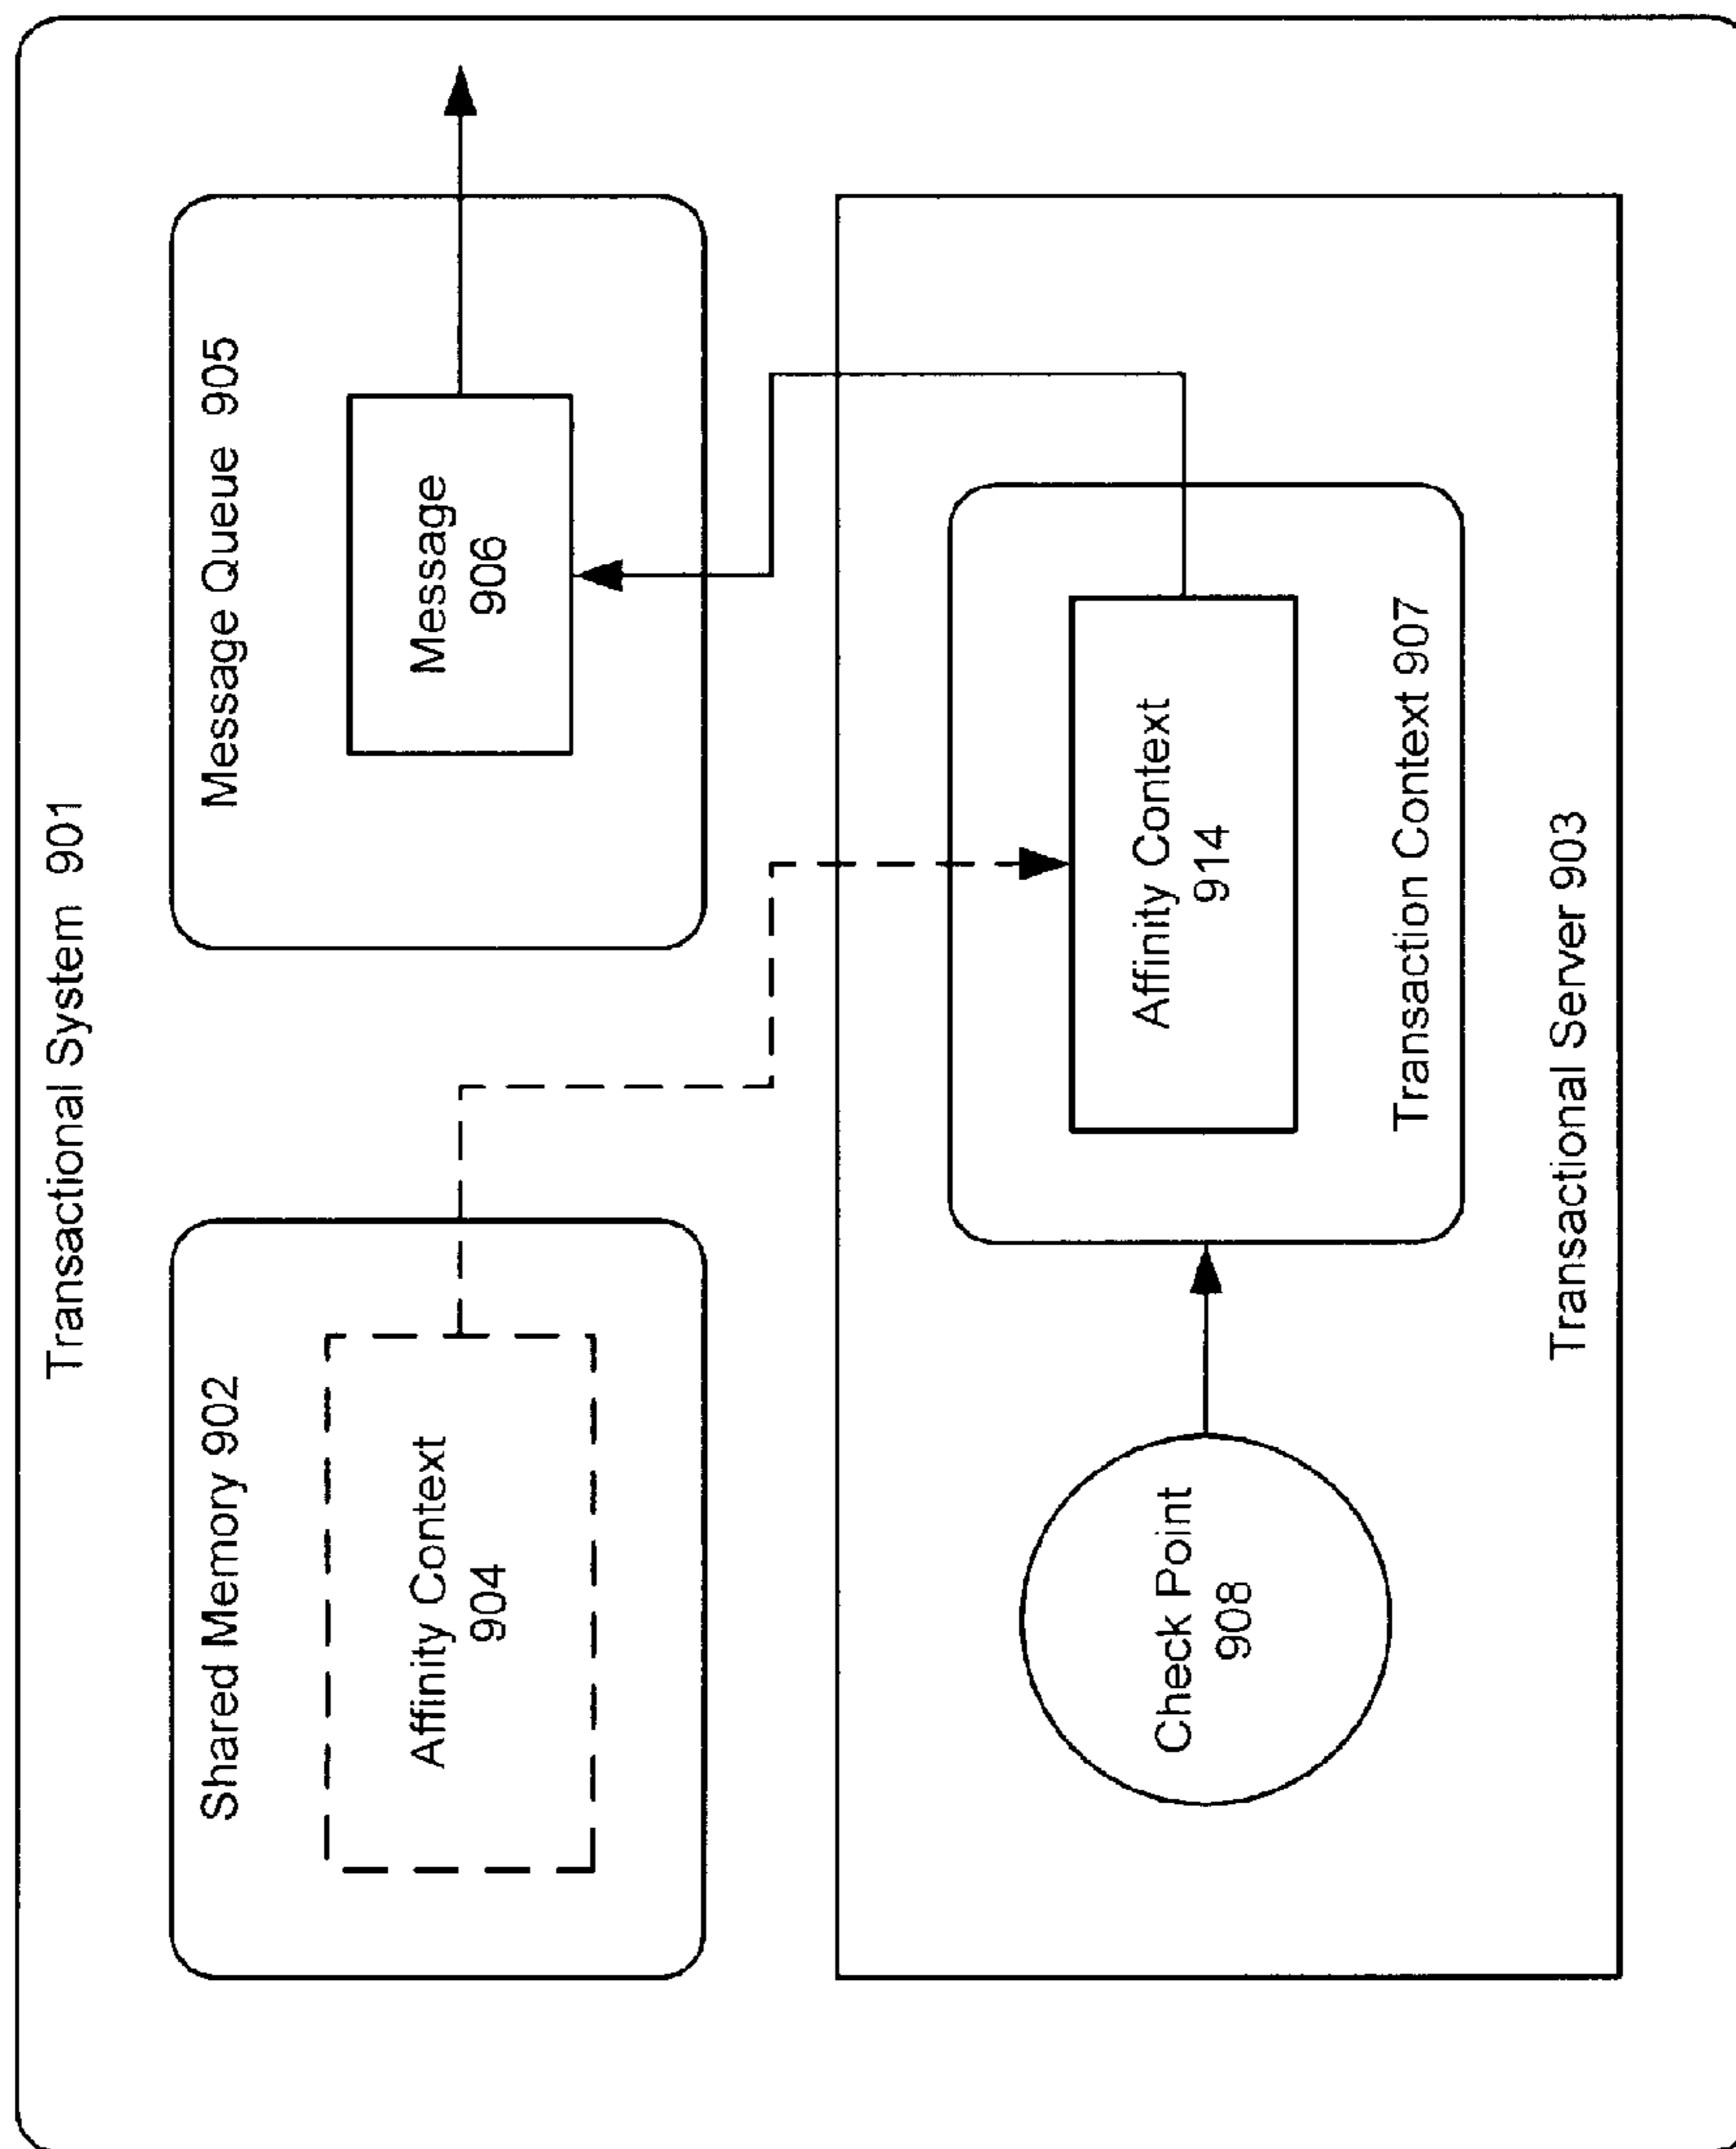 Transactional System 901
Shared Memory 902
Affinity Context
904
Message Queue 905
Message
906
Check Point
908
Affinity Context
914
Transaction Context 907
Transactional Server 903